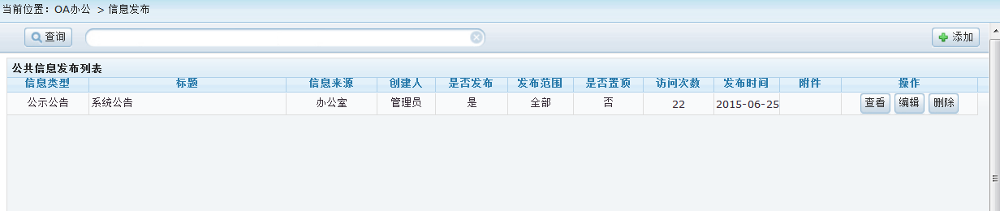 当前位置：OA办公 > 信息发布
查询 添加
公共信息发布列表
信息类型 标题 信息来源 创建人 是否发布 发布范围 是否置顶 访问次数 发布时间 附件 操作
公示公告 系统公告 办公室 管理员 是 全部 否 22 2015-06-25 查看 编辑 删除